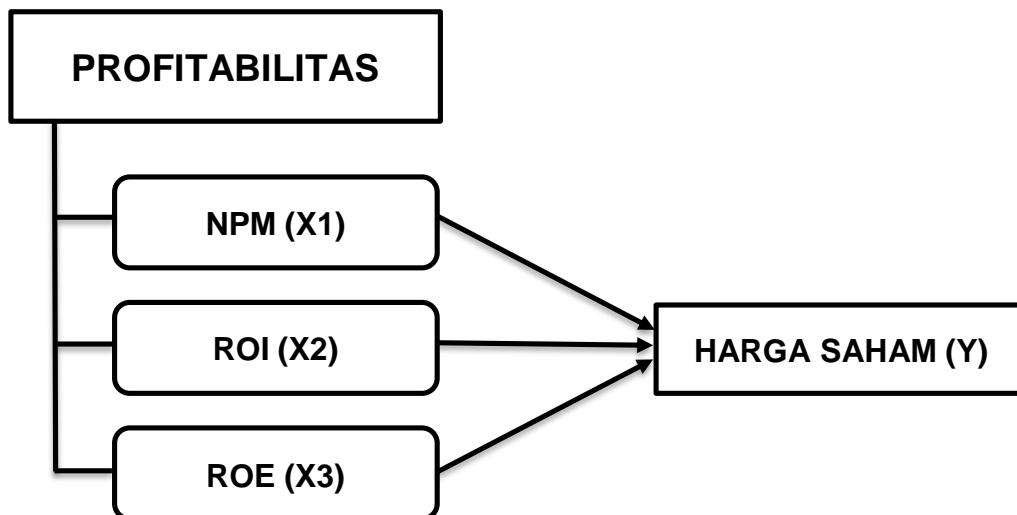 PROFITABILITAS
NPM (X1)
ROI (X2)
HARGA SAHAM (Y)
ROE (X3)